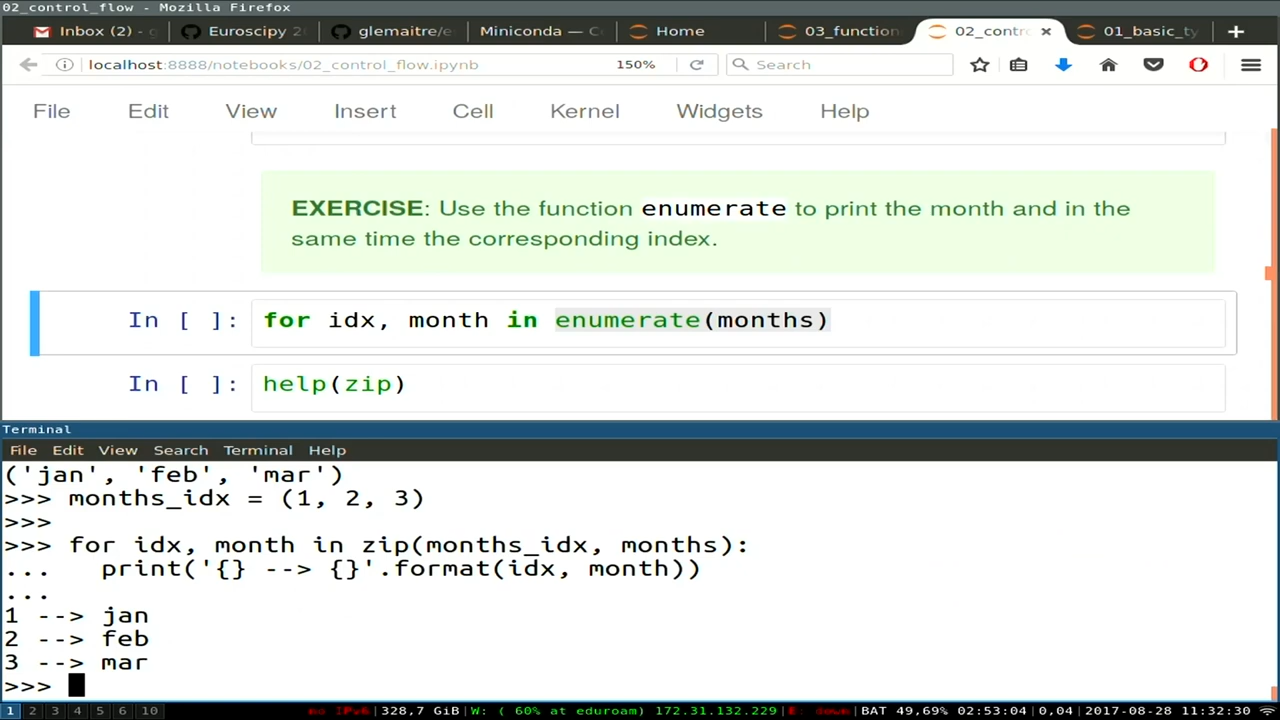 02_control_flow - Mozilla Firefox
Inbox (2) - g
Euroscipy 2
glemaitre/e
Miniconda — C
Home
03_function
02_contr
01_basic_ty
localhost:8888/notebooks/02_control_flow.ipynb
150%
Search
File Edit View Insert Cell Kernel Widgets Help
EXERCISE: Use the function enumerate to print the month and in the
same time the corresponding index.
In [ ]: for idx, month in enumerate(months)
In [ ]: help(zip)
Terminal
File Edit View Search Terminal Help
('jan', 'feb', 'mar')
>>> months_idx = (1, 2, 3)
>>>
>>> for idx, month in zip(months_idx, months):
...   print('{} --> {}'.format(idx, month))
...
1 --> jan
2 --> feb
3 --> mar
>>>
1 2 3 4 5 6 10 no IPv6|328,7 GiB|W: ( 60% at eduroam) 172.31.132.229|E: down|BAT 49,69% 02:53:04|0,04|2017-08-28 11:32:30